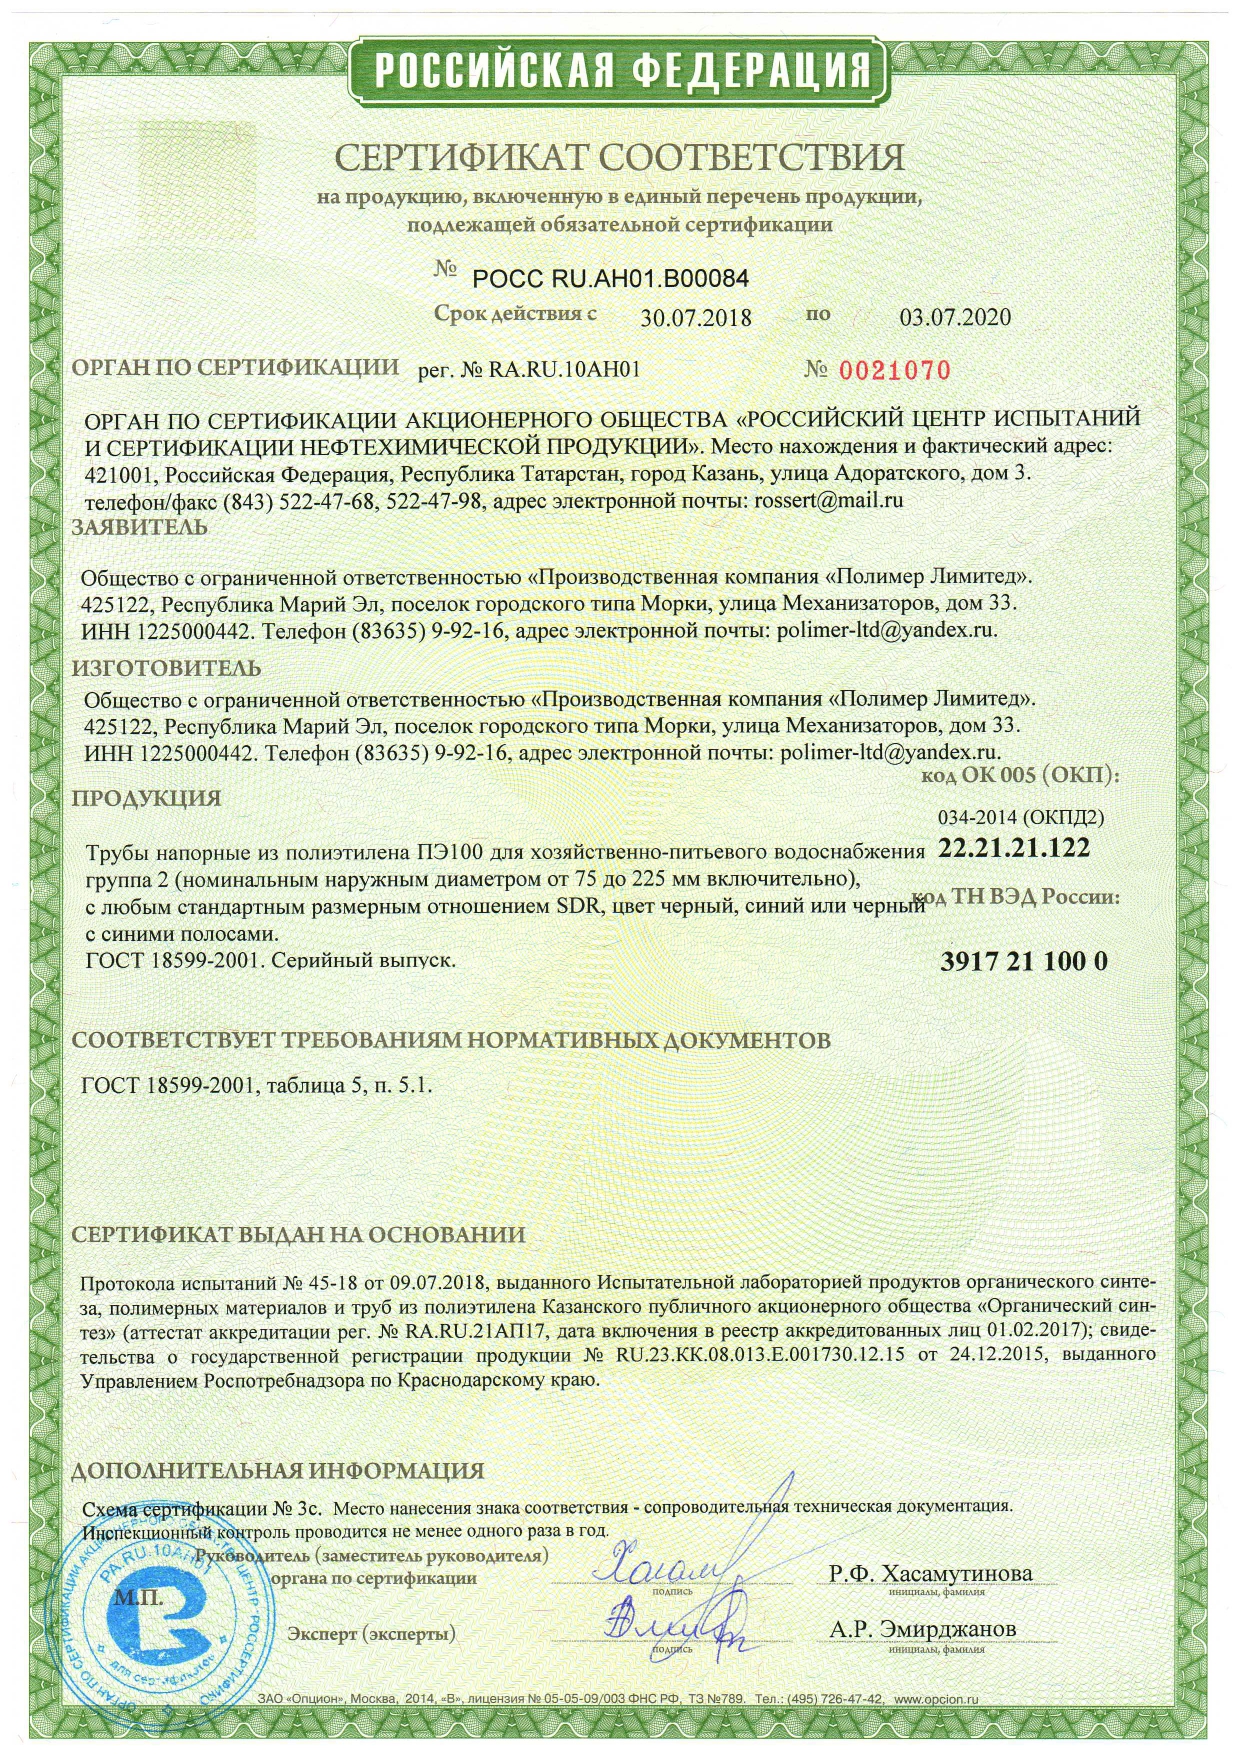 РОССИЙСКАЯ ФЕДЕРАЦИЯ
СЕРТИФИКАТ СООТВЕТСТВИЯ
на продукцию, включенную в единый перечень продукции,
подлежащей обязательной сертификации
№ РОСС RU.АН01.В00084
Срок действия с 30.07.2018 по 03.07.2020
ОРГАН ПО СЕРТИФИКАЦИИ рег. № RA.RU.10АН01 № 0021070
ОРГАН ПО СЕРТИФИКАЦИИ АКЦИОНЕРНОГО ОБЩЕСТВА «РОССИЙСКИЙ ЦЕНТР ИСПЫТАНИЙ
И СЕРТИФИКАЦИИ НЕФТЕХИМИЧЕСКОЙ ПРОДУКЦИИ». Место нахождения и фактический адрес:
421001, Российская Федерация, Республика Татарстан, город Казань, улица Адоратского, дом 3.
телефон/факс (843) 522-47-68, 522-47-98, адрес электронной почты: rossert@mail.ru
ЗАЯВИТЕЛЬ
Общество с ограниченной ответственностью «Производственная компания «Полимер Лимитед».
425122, Республика Марий Эл, поселок городского типа Морки, улица Механизаторов, дом 33.
ИНН 1225000442. Телефон (83635) 9-92-16, адрес электронной почты: polimer-ltd@yandex.ru.
ИЗГОТОВИТЕЛЬ
Общество с ограниченной ответственностью «Производственная компания «Полимер Лимитед».
425122, Республика Марий Эл, поселок городского типа Морки, улица Механизаторов, дом 33.
ИНН 1225000442. Телефон (83635) 9-92-16, адрес электронной почты: polimer-ltd@yandex.ru.
код ОК 005 (ОКП):
ПРОДУКЦИЯ
034-2014 (ОКПД2)
Трубы напорные из полиэтилена ПЭ100 для хозяйственно-питьевого водоснабжения 22.21.21.122
группа 2 (номинальным наружным диаметром от 75 до 225 мм включительно),
код ТН ВЭД России:
с любым стандартным размерным отношением SDR, цвет черный, синий или черный
с синими полосами.
ГОСТ 18599-2001. Серийный выпуск. 3917 21 100 0
СООТВЕТСТВУЕТ ТРЕБОВАНИЯМ НОРМАТИВНЫХ ДОКУМЕНТОВ
ГОСТ 18599-2001, таблица 5, п. 5.1.
СЕРТИФИКАТ ВЫДАН НА ОСНОВАНИИ
Протокола испытаний № 45-18 от 09.07.2018, выданного Испытательной лабораторией продуктов органического синте-
за, полимерных материалов и труб из полиэтилена Казанского публичного акционерного общества «Органический син-
тез» (аттестат аккредитации рег. № RA.RU.21АП17, дата включения в реестр аккредитованных лиц 01.02.2017); свиде-
тельства о государственной регистрации продукции № RU.23.КК.08.013.Е.001730.12.15 от 24.12.2015, выданного
Управлением Роспотребнадзора по Краснодарскому краю.
ДОПОЛНИТЕЛЬНАЯ ИНФОРМАЦИЯ
Схема сертификации № 3с. Место нанесения знака соответствия - сопроводительная техническая документация.
Инспекционный контроль проводится не менее одного раза в год.
Руководитель (заместитель руководителя)
органа по сертификации Р.Ф. Хасамутинова
подпись инициалы, фамилия
М.П.
Эксперт (эксперты) А.Р. Эмирджанов
подпись инициалы, фамилия
ЗАО «Опцион», Москва, 2014, «В», лицензия № 05-05-09/003 ФНС РФ, ТЗ №789. Тел.: (495) 726-47-42, www.opcion.ru